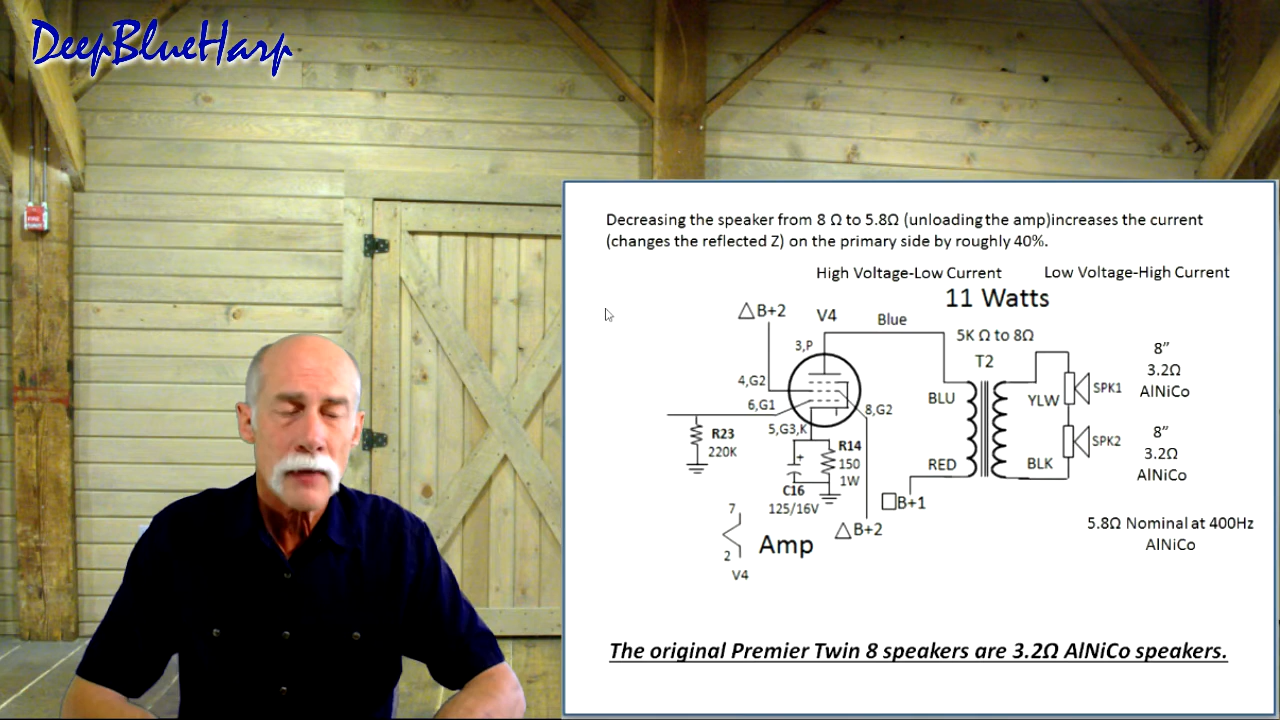 DeepBlueHarp
FIRE
Decreasing the speaker from 8 Ω to 5.8Ω (unloading the amp)increases the current
(changes the reflected Z) on the primary side by roughly 40%.
High Voltage-Low Current
Low Voltage-High Current
11 Watts
△B+2
V4
Blue
5K Ω to 8Ω
3,P
T2
8”
3.2Ω
AlNiCo
4,G2
BLU
YLW
SPK1
6,G1
8,G2
5,G3,K
R23
220K
R14
150
1W
SPK2
8”
3.2Ω
AlNiCo
RED
BLK
C16
125/16V
+
□B+1
7
2
V4
Amp
△B+2
5.8Ω Nominal at 400Hz
AlNiCo
The original Premier Twin 8 speakers are 3.2Ω AlNiCo speakers.